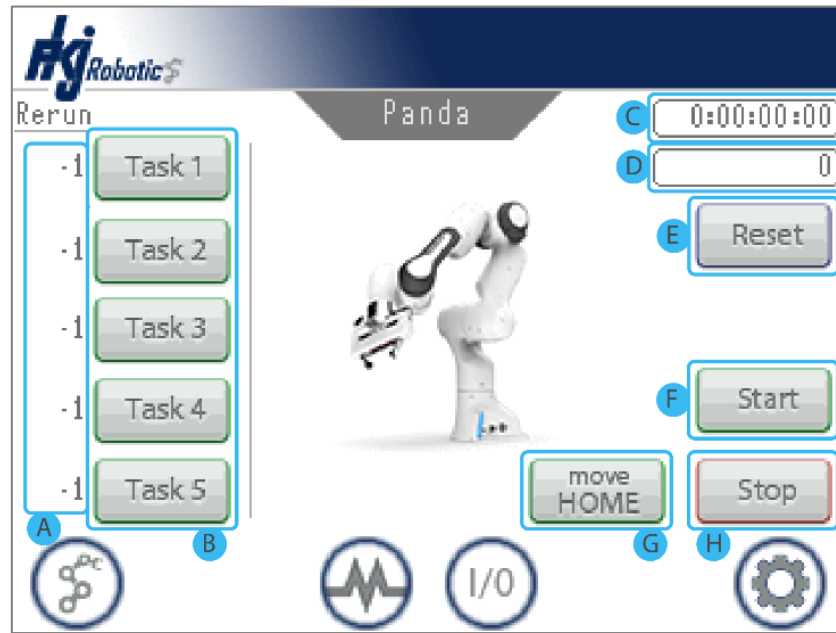 HKJ Robotics
Rerun
Panda
C
0:00:00:00
D
0
-1
Task 1
E
Reset
-1
Task 2
-1
Task 3
-1
Task 4
F
Start
-1
Task 5
move
HOME
Stop
A
B
G
H
I/O